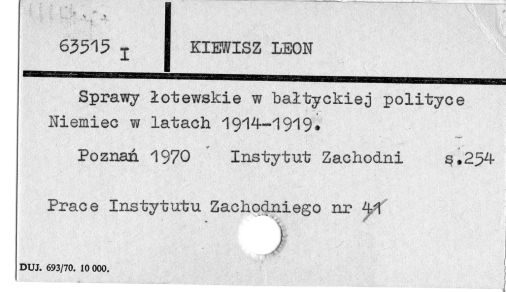 63515 I
KIEWISZ LEON
Sprawy łotewskie w bałtyckiej polityce
Niemiec w latach 1914-1919.
Poznań 1970 Instytut Zachodni s.254
Prace Instytutu Zachodniego nr 41
DUJ. 693/70. 10 000.